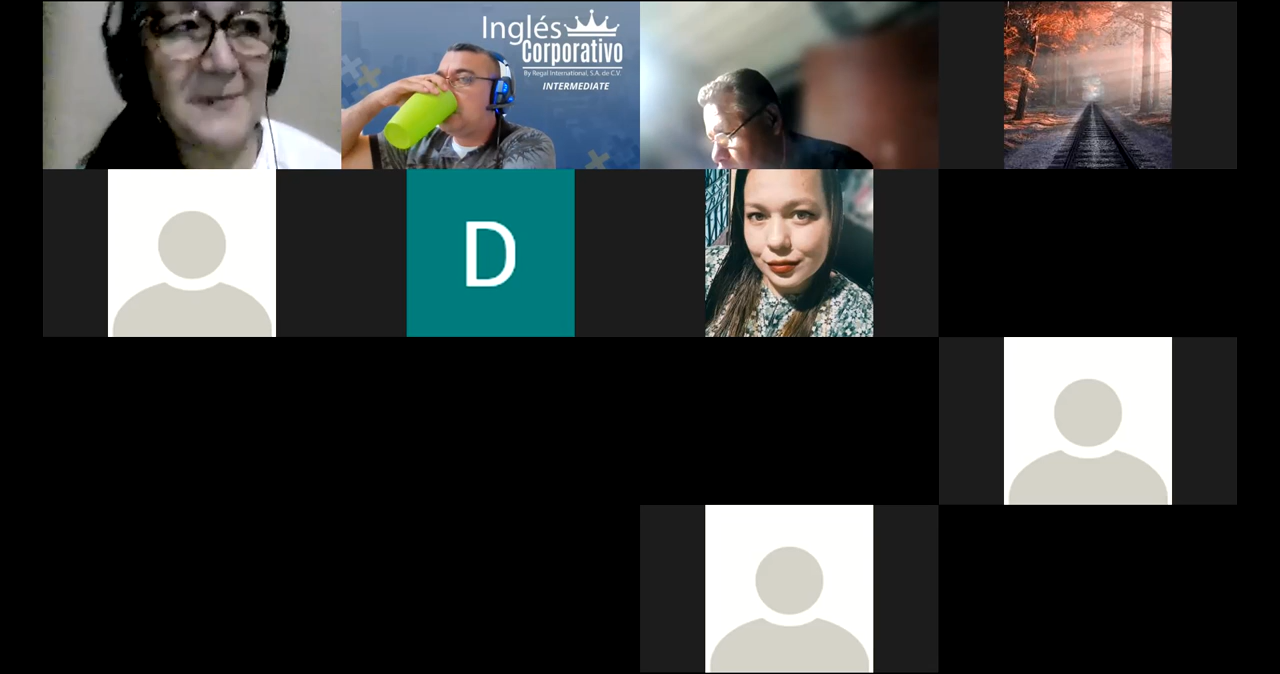 Inglés
Corporativo
By Regal International, S.A. de C.V.
INTERMEDIATE
D